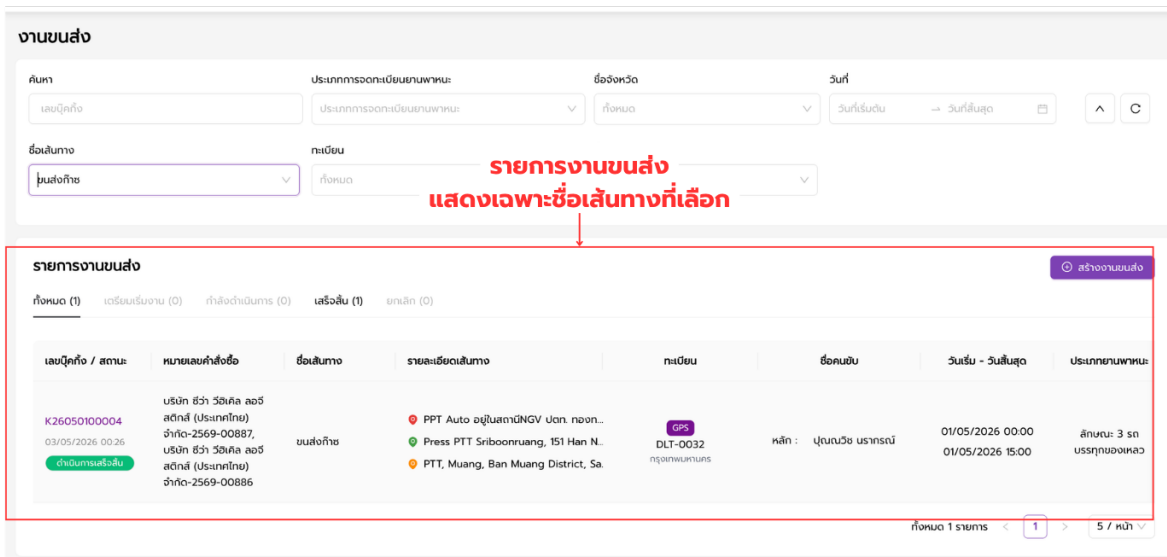 งานขนส่ง
ค้นหา
ประเภทการจดทะเบียนยานพาหนะ
ชื่อจังหวัด
วันที่
เลขบุ๊คกิ้ง
ประเภทการจดทะเบียนยานพาหนะ
ทั้งหมด
วันที่เริ่มต้น → วันที่สิ้นสุด
ชื่อเส้นทาง
ทะเบียน
ขนส่งก๊าซ
ทั้งหมด
รายการงานขนส่ง
แสดงเฉพาะชื่อเส้นทางที่เลือก
รายการงานขนส่ง
สร้างงานขนส่ง
ทั้งหมด (1) เตรียมเริ่มงาน (0) กำลังดำเนินการ (0) เสร็จสิ้น (1) ยกเลิก (0)
เลขบุ๊คกิ้ง / สถานะ หมายเลขคำสั่งซื้อ ชื่อเส้นทาง รายละเอียดเส้นทาง ทะเบียน ชื่อคนขับ วันเริ่ม - วันสิ้นสุด ประเภทยานพาหนะ
K26050100004
03/05/2026 00:26
ดำเนินการเสร็จสิ้น
บริษัท ชีว่า วีฮิเคิล ลอจิ
สติกส์ (ประเทศไทย)
จำกัด-2569-00887,
บริษัท ชีว่า วีฮิเคิล ลอจิ
สติกส์ (ประเทศไทย)
จำกัด-2569-00886
ขนส่งก๊าซ
PPT Auto อยู่ในสถานีNGV ปตท. กองท...
Press PTT Sriboonruang, 151 Han N..
PTT, Muang, Ban Muang District, Sa.
GPS
DLT-0032
กรุงเทพมหานคร
หลัก : ปุณณวิช นราภรณ์
01/05/2026 00:00
01/05/2026 15:00
ลักษณะ 3 รถ
บรรทุกของเหลว
ทั้งหมด 1 รายการ < 1 > 5 / หน้า